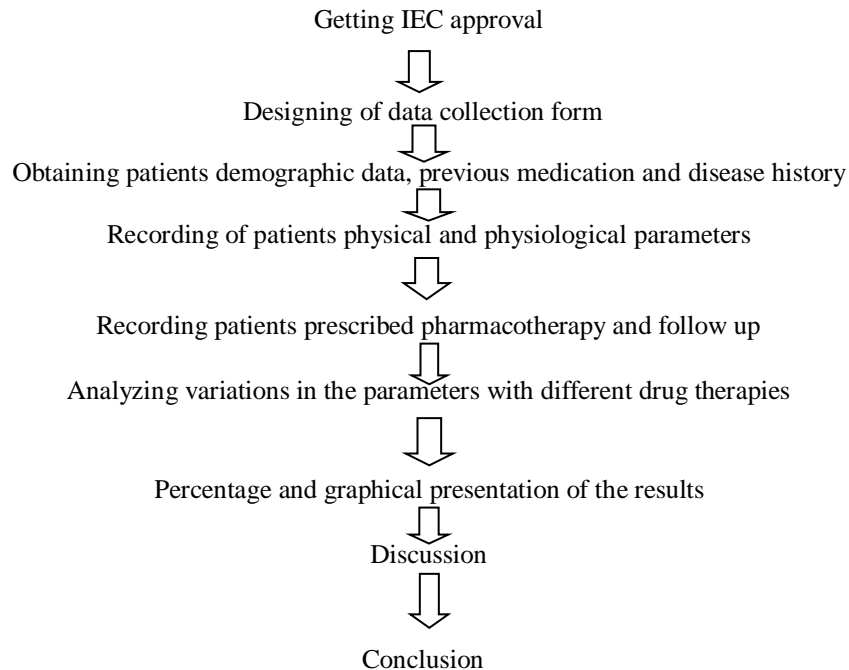 Getting IEC approval
Designing of data collection form
Obtaining patients demographic data, previous medication and disease history
Recording of patients physical and physiological parameters
Recording patients prescribed pharmacotherapy and follow up
Analyzing variations in the parameters with different drug therapies
Percentage and graphical presentation of the results
Discussion
Conclusion